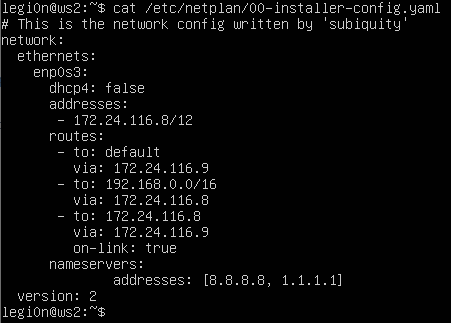 legi0n@ws2:~$ cat /etc/netplan/00-installer-config.yaml
# This is the network config written by 'subiquity'
network:
  ethernets:
    enp0s3:
      dhcp4: false
      addresses:
       - 172.24.116.8/12
      routes:
       - to: default
         via: 172.24.116.9
       - to: 192.168.0.0/16
         via: 172.24.116.8
       - to: 172.24.116.8
         via: 172.24.116.9
         on-link: true
      nameservers:
              addresses: [8.8.8.8, 1.1.1.1]
  version: 2
legi0n@ws2:~$